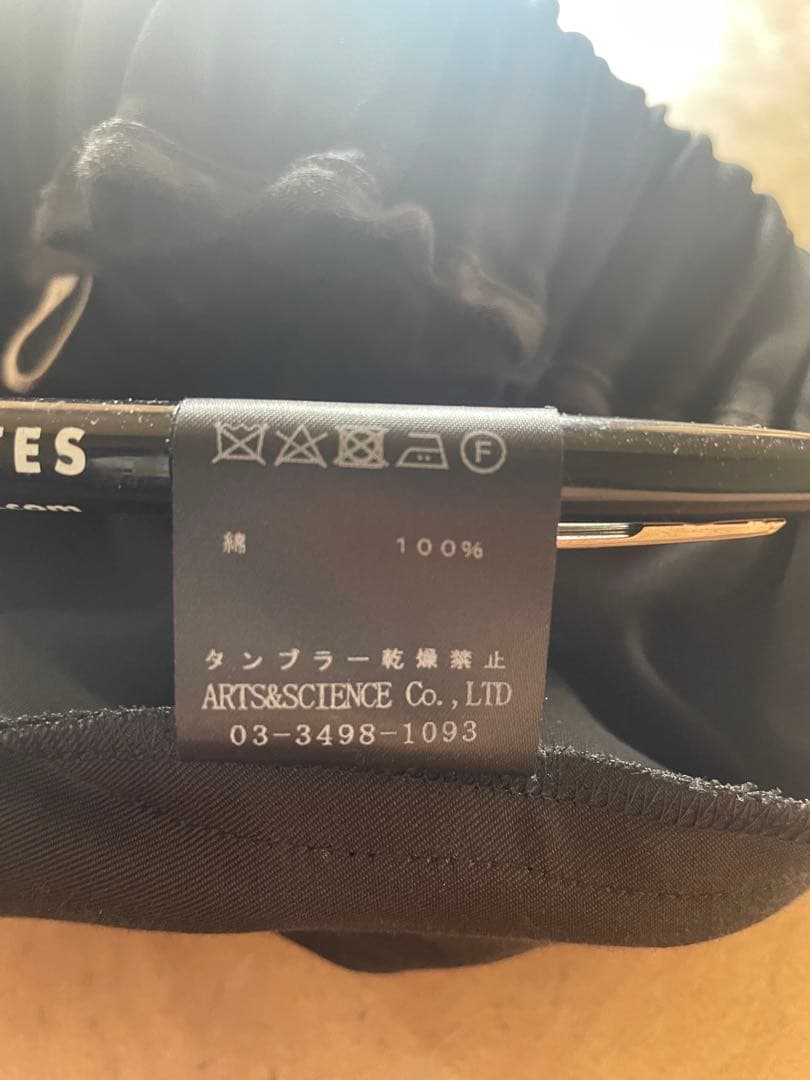 TES
.com
F
綿 100%
タンブラー乾燥禁止
ARTS&SCIENCE Co.,LTD
03-3498-1093